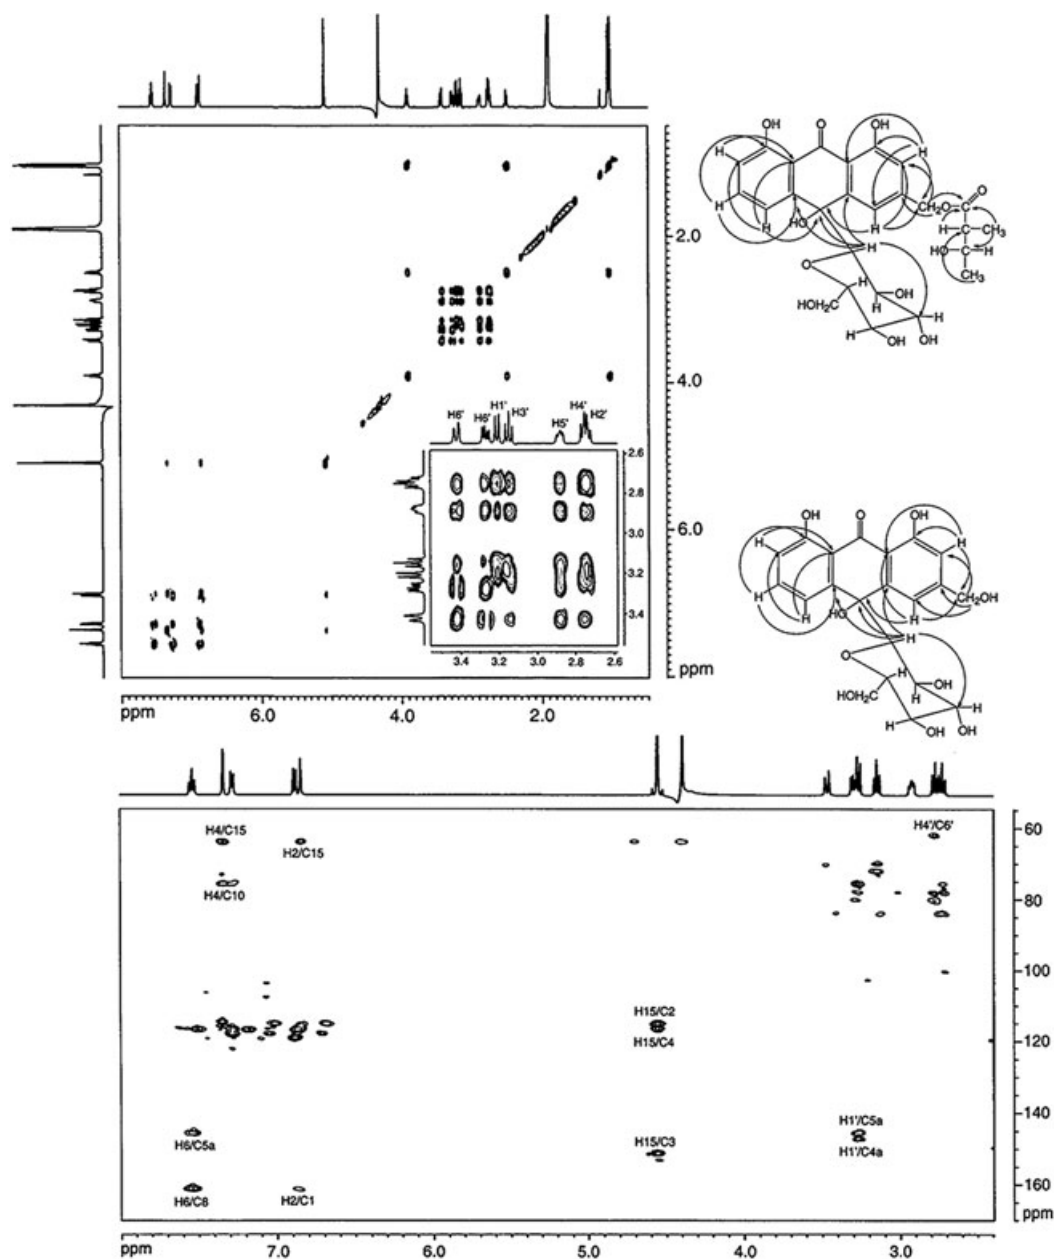 OH O OH
H H
H
H H
HO
CH₂O
O
H CH₃
HO H
CH₃
H
O
H
HOH₂C
OH
H
H
H
OH OH
2.0
4.0
6.0
ppm
H6' H6' H1' H3' H5' H4' H2'
2.6
2.8
3.0
3.2
3.4
3.4 3.2 3.0 2.8 2.6
ppm 6.0 4.0 2.0
OH O OH
H H
H
H H
HO
CH₂OH
H
O
H
HOH₂C
OH
H
H
H
OH OH
H4/C15
H2/C15
H4/C10
H4'/C6'
H15/C2
H15/C4
H6/C5a
H15/C3
H1'/C5a
H1'/C4a
H6/C8
H2/C1
60
80
100
120
140
160
ppm
ppm 7.0 6.0 5.0 4.0 3.0